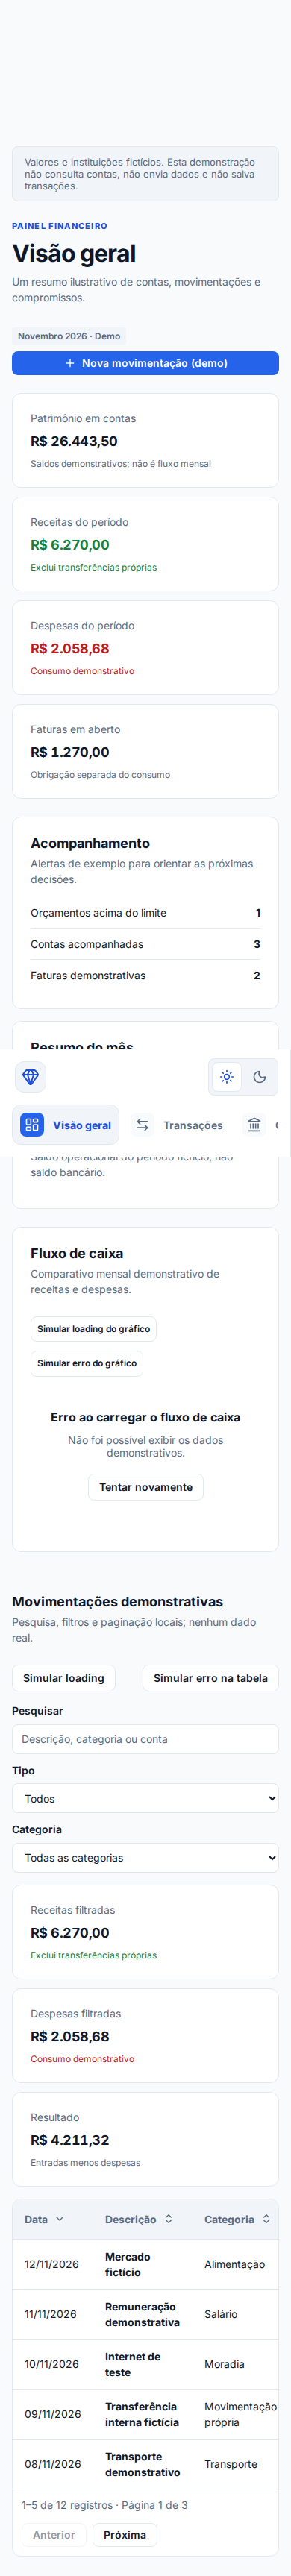 Valores e instituições fictícios. Esta demonstração
não consulta contas, não envia dados e não salva
transações.
PAINEL FINANCEIRO
Visão geral
Um resumo ilustrativo de contas, movimentações e
compromissos.
Novembro 2026 · Demo
Nova movimentação (demo)
Patrimônio em contas
R$ 26.443,50
Saldos demonstrativos; não é fluxo mensal
Receitas do período
R$ 6.270,00
Exclui transferências próprias
Despesas do período
R$ 2.058,68
Consumo demonstrativo
Faturas em aberto
R$ 1.270,00
Obrigação separada do consumo
Acompanhamento
Alertas de exemplo para orientar as próximas
decisões.
Orçamentos acima do limite 1
Contas acompanhadas 3
Faturas demonstrativas 2
Resumo do mês
Visão geral Transações
Saldo operacional do período fictício, não
saldo bancário.
Fluxo de caixa
Comparativo mensal demonstrativo de
receitas e despesas.
Simular loading do gráfico
Simular erro do gráfico
Erro ao carregar o fluxo de caixa
Não foi possível exibir os dados
demonstrativos.
Tentar novamente
Movimentações demonstrativas
Pesquisa, filtros e paginação locais; nenhum dado
real.
Simular loading Simular erro na tabela
Pesquisar
Descrição, categoria ou conta
Tipo
Todos
Categoria
Todas as categorias
Receitas filtradas
R$ 6.270,00
Exclui transferências próprias
Despesas filtradas
R$ 2.058,68
Consumo demonstrativo
Resultado
R$ 4.211,32
Entradas menos despesas
Data Descrição Categoria
12/11/2026 Mercado fictício Alimentação
11/11/2026 Remuneração demonstrativa Salário
10/11/2026 Internet de teste Moradia
09/11/2026 Transferência interna fictícia Movimentação própria
08/11/2026 Transporte demonstrativo Transporte
1–5 de 12 registros · Página 1 de 3
Anterior Próxima